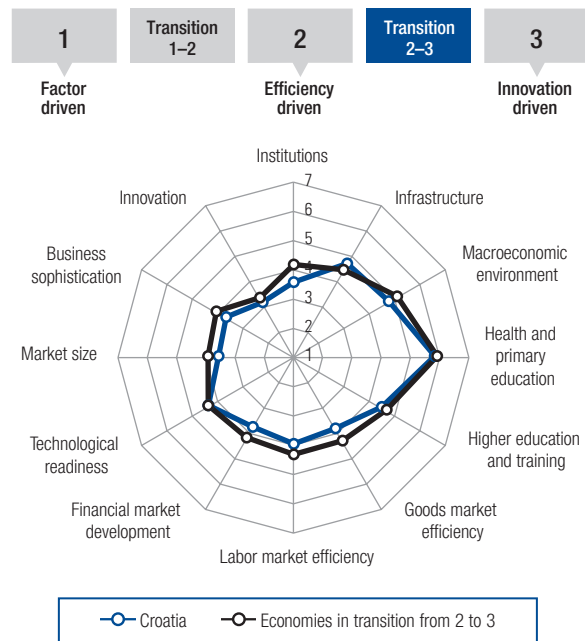 1
Transition
1–2
2
Transition
2–3
3
Factor
driven
Efficiency
driven
Innovation
driven
Institutions
Innovation
7
Infrastructure
6
Business
sophistication
5
Macroeconomic
environment
4
3
2
Market size
1
Health and
primary
education
Technological
readiness
Higher education
and training
Financial market
development
Goods market
efficiency
Labor market efficiency
Croatia
Economies in transition from 2 to 3